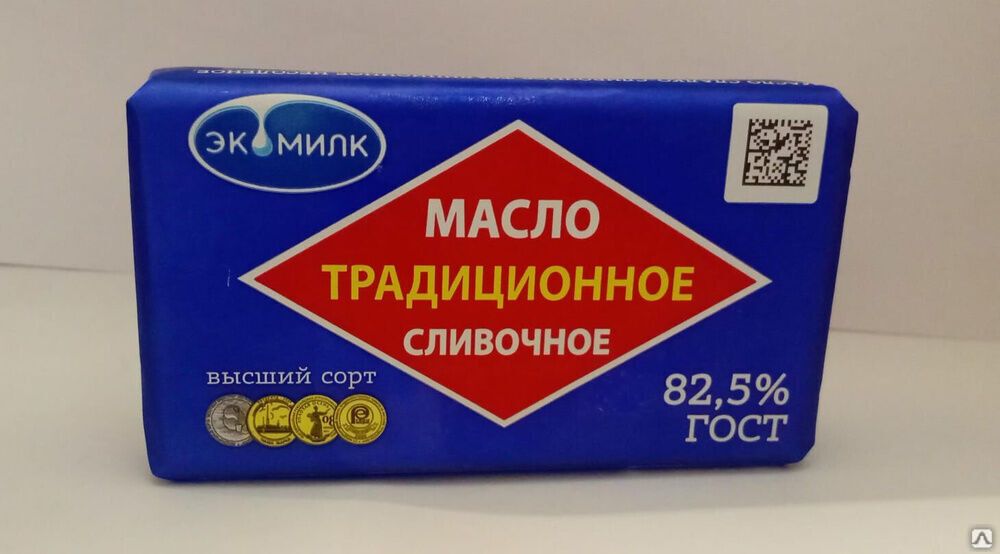 ЭКОМИЛК
МАСЛО
ТРАДИЦИОННОЕ
СЛИВОЧНОЕ
ВЫСШИЙ СОРТ
82,5%
ГОСТ